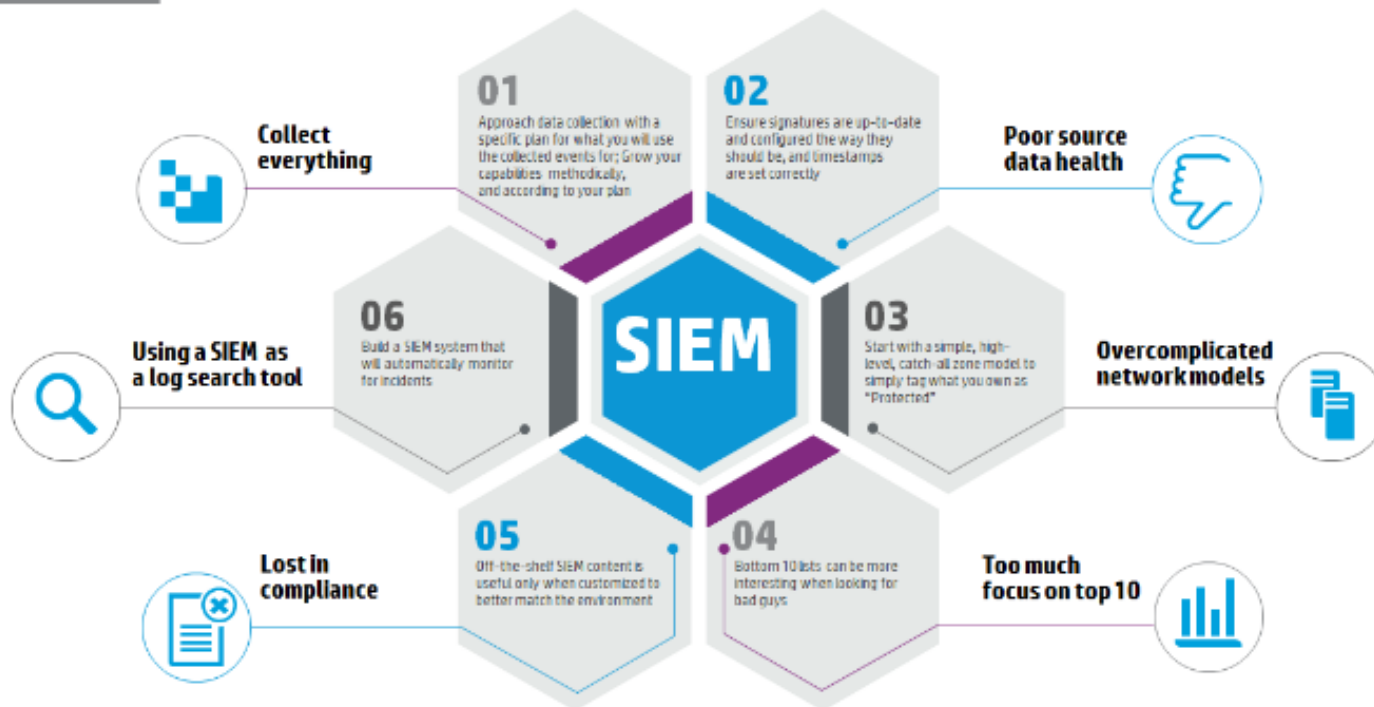 01
Approach data collection with a
specific plan for what you will use
the collected events for; Grow your
capabilities methodically,
and according to your plan
Collect
everything
02
Ensure signatures are up-to-date
and configured the way they
should be, and timestamps
are set correctly
Poor source
data health
06
Build a SIEM system that
will automatically monitor
for incidents
Using a SIEM as
a log search tool
SIEM
03
Start with a simple, high-
level, catch-all zone model to
simply tag what you own as
"Protected"
Overcomplicated
network models
05
Off-the-shelf SIEM content is
useful only when customized to
better match the environment
Lost in
compliance
04
Bottom 10 lists can be more
interesting when looking for
bad guys
Too much
focus on top 10